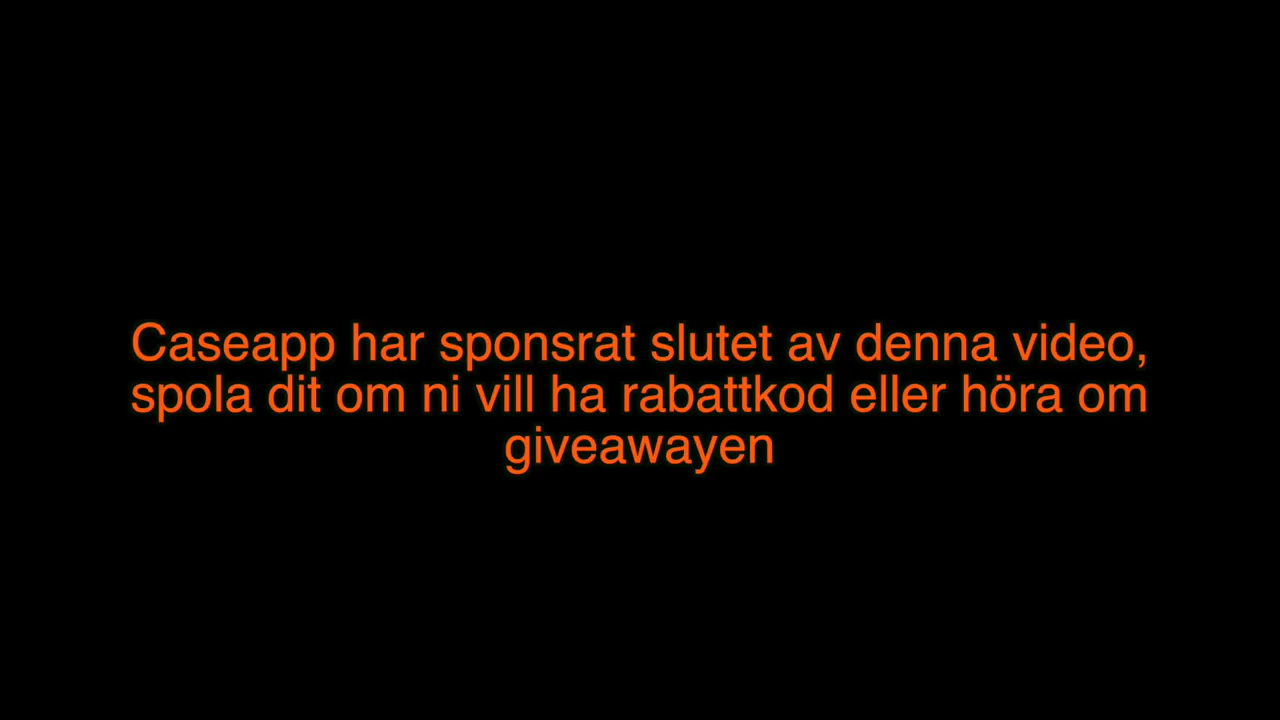 Caseapp har sponsrat slutet av denna video,
spola dit om ni vill ha rabattkod eller höra om
giveawayen